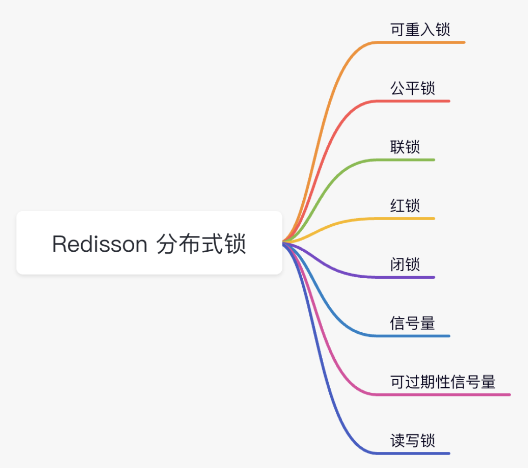 可重入锁
公平锁
联锁
红锁
Redisson 分布式锁
闭锁
信号量
可过期性信号量
读写锁